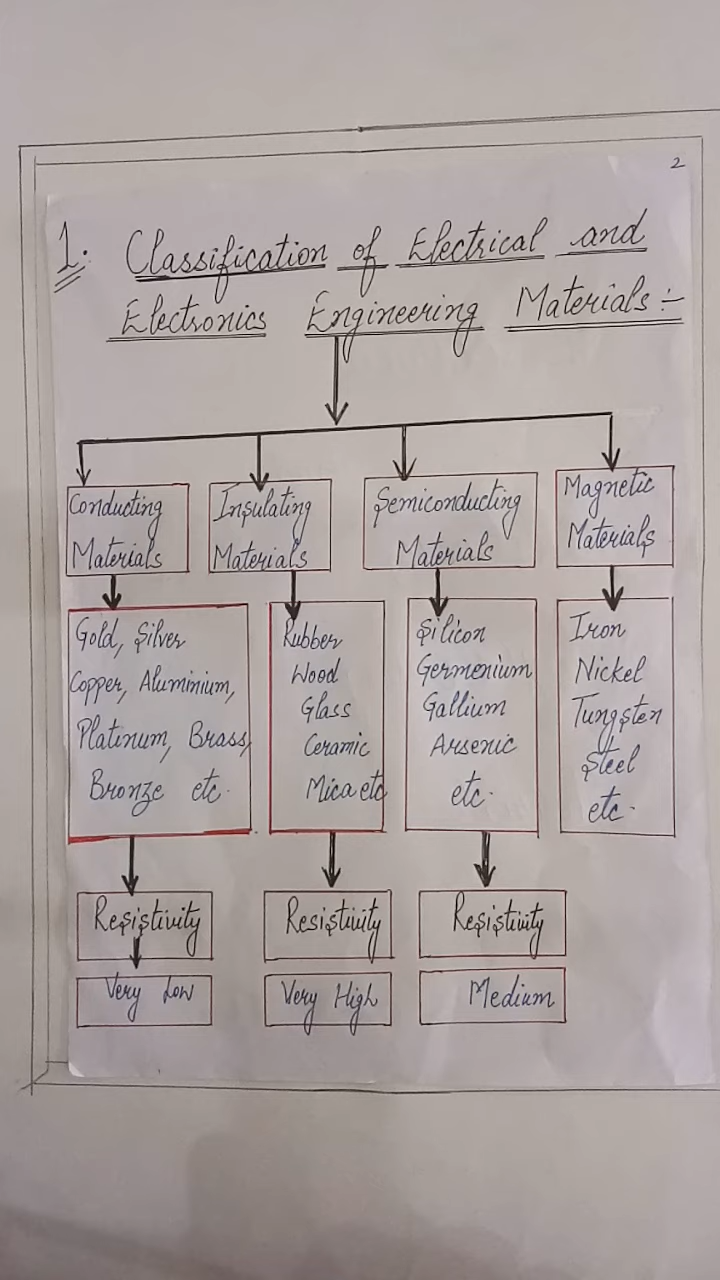 2
1. Classification of Electrical and
Electronics Engineering Materials :-
Conducting
Materials
Insulating
Materials
Semiconducting
Materials
Magnetic
Materials
Gold, Silver
Copper, Aluminium,
Platinum, Brass,
Bronze etc.
Rubber
Wood
Glass
Ceramic
Mica etc
Silicon
Germenium
Gallium
Arsenic
etc.
Iron
Nickel
Tungsten
Steel
etc.
Resistivity
Very Low
Resistivity
Very High
Resistivity
Medium